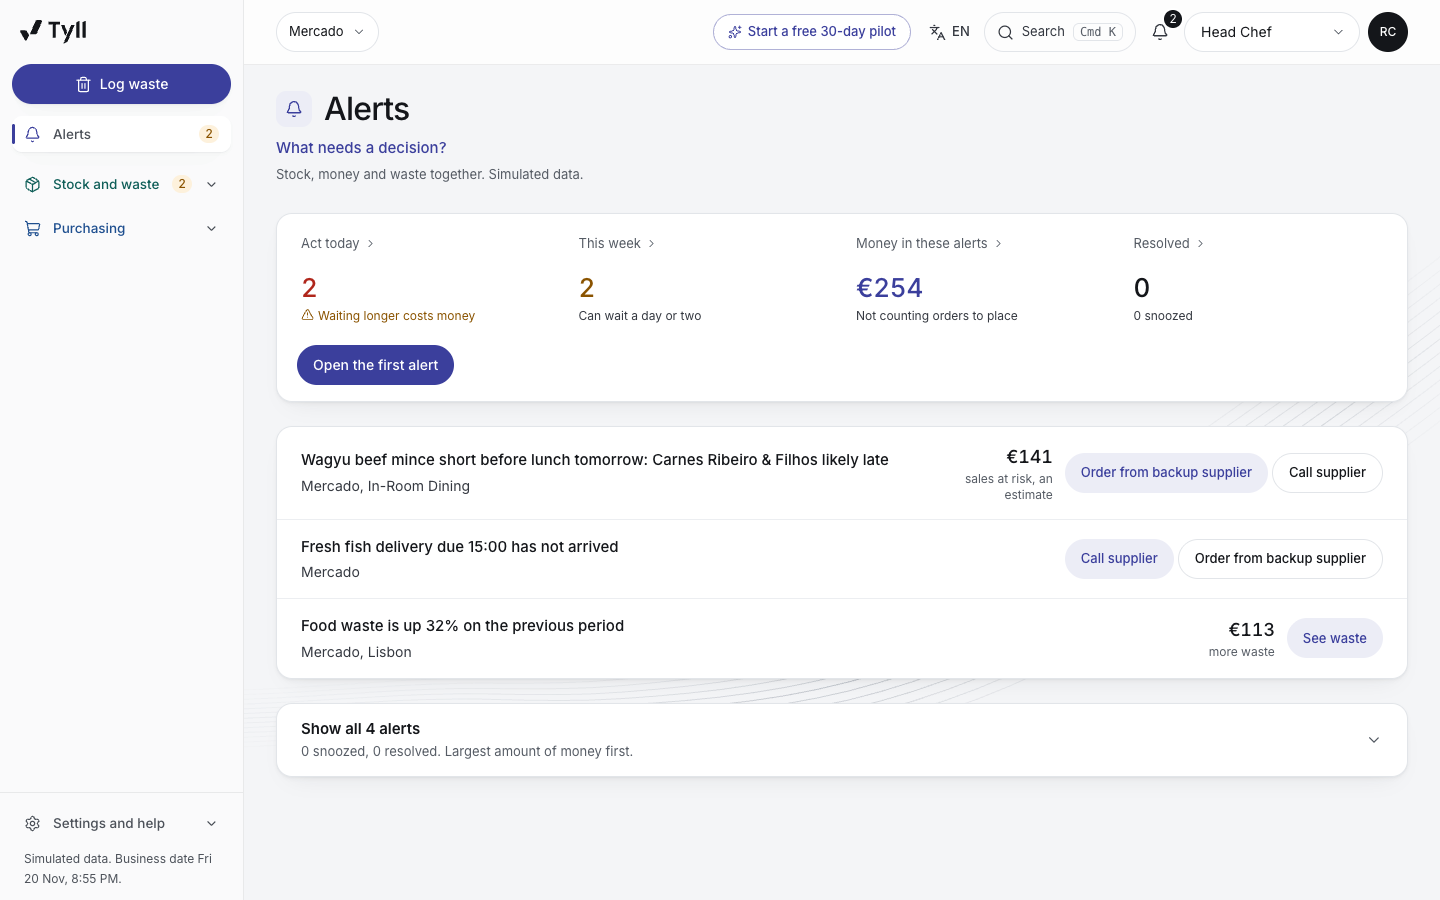 Tyll
Log waste
Alerts 2
Stock and waste 2
Purchasing
Settings and help
Simulated data. Business date Fri
20 Nov, 8:55 PM.
Mercado
Start a free 30-day pilot
EN
Search Cmd K
2
Head Chef
RC
Alerts
What needs a decision?
Stock, money and waste together. Simulated data.
Act today
2
Waiting longer costs money
This week
2
Can wait a day or two
Money in these alerts
€254
Not counting orders to place
Resolved
0
0 snoozed
Open the first alert
Wagyu beef mince short before lunch tomorrow: Carnes Ribeiro & Filhos likely late
Mercado, In-Room Dining
€141
sales at risk, an
estimate
Order from backup supplier
Call supplier
Fresh fish delivery due 15:00 has not arrived
Mercado
Call supplier
Order from backup supplier
Food waste is up 32% on the previous period
Mercado, Lisbon
€113
more waste
See waste
Show all 4 alerts
0 snoozed, 0 resolved. Largest amount of money first.